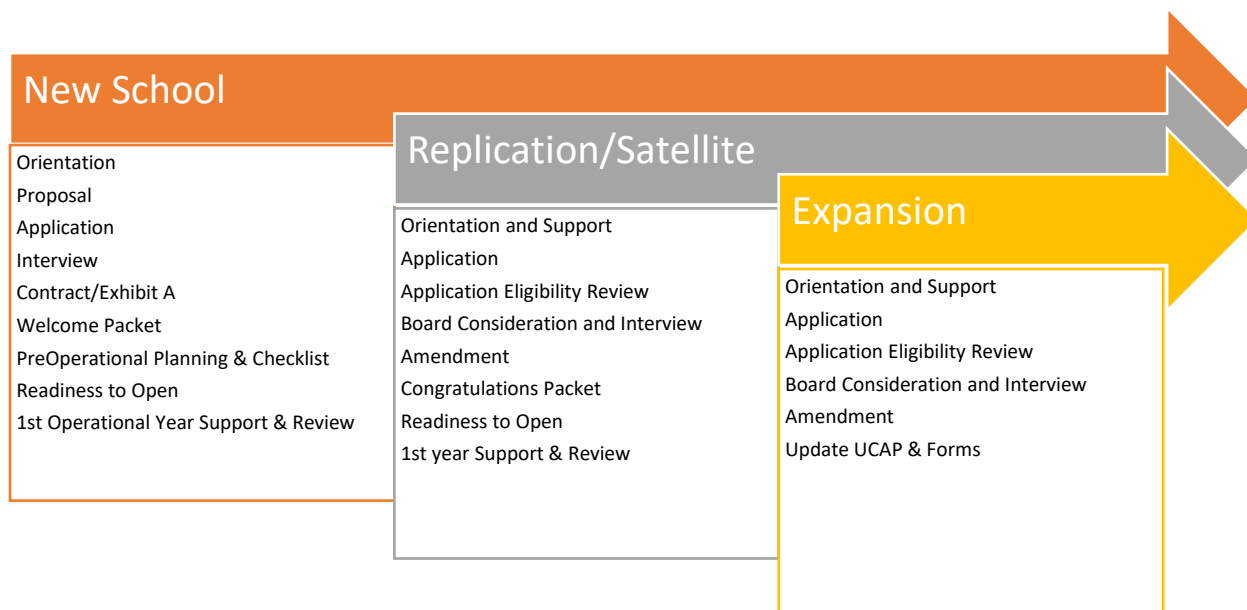 New School
Orientation
Proposal
Application
Interview
Contract/Exhibit A
Welcome Packet
PreOperational Planning & Checklist
Readiness to Open
1st Operational Year Support & Review
Replication/Satellite
Orientation and Support
Application
Application Eligibility Review
Board Consideration and Interview
Amendment
Congratulations Packet
Readiness to Open
1st year Support & Review
Expansion
Orientation and Support
Application
Application Eligibility Review
Board Consideration and Interview
Amendment
Update UCAP & Forms